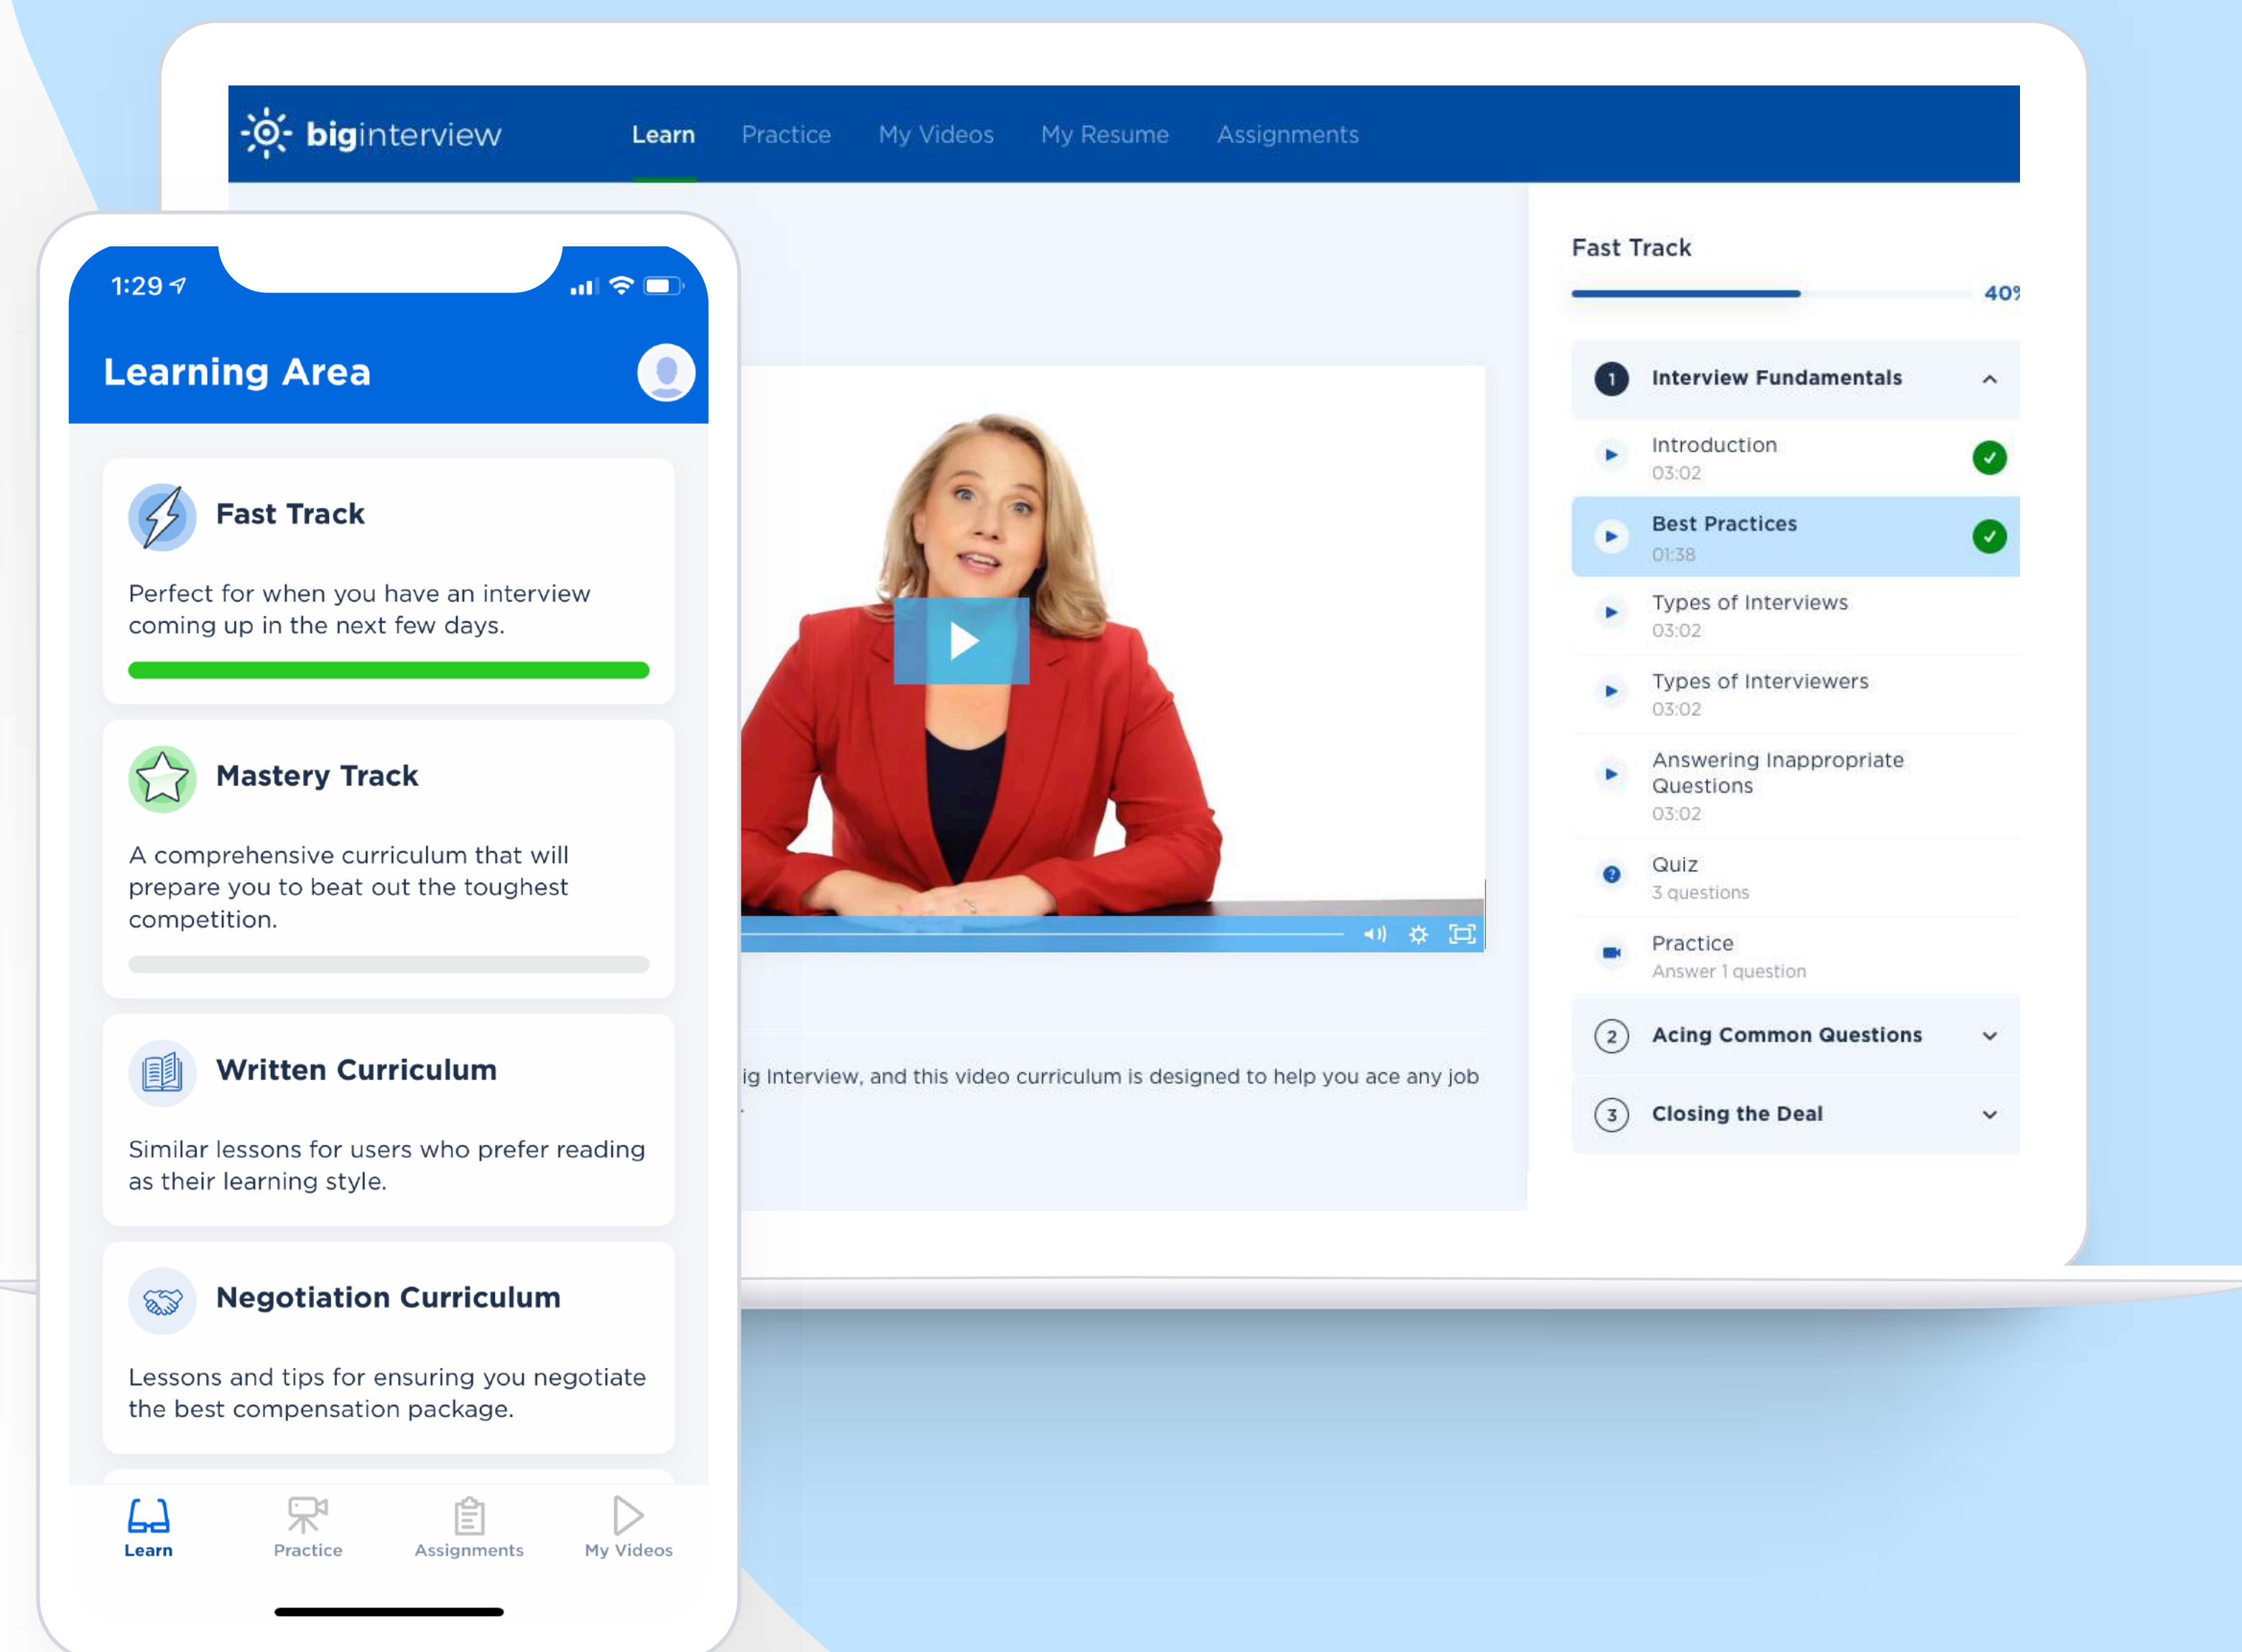 biginterview
Learn
Practice
My Videos
My Resume
Assignments
1:29
Learning Area
Fast Track
Perfect for when you have an interview
coming up in the next few days.
Mastery Track
A comprehensive curriculum that will
prepare you to beat out the toughest
competition.
Written Curriculum
Similar lessons for users who prefer reading
as their learning style.
Negotiation Curriculum
Lessons and tips for ensuring you negotiate
the best compensation package.
Learn
Practice
Assignments
My Videos
ig Interview, and this video curriculum is designed to help you ace any job
.
Fast Track
40%
1
Interview Fundamentals
Introduction
03:02
Best Practices
01:38
Types of Interviews
03:02
Types of Interviewers
03:02
Answering Inappropriate
Questions
03:02
Quiz
3 questions
Practice
Answer 1 question
2
Acing Common Questions
3
Closing the Deal